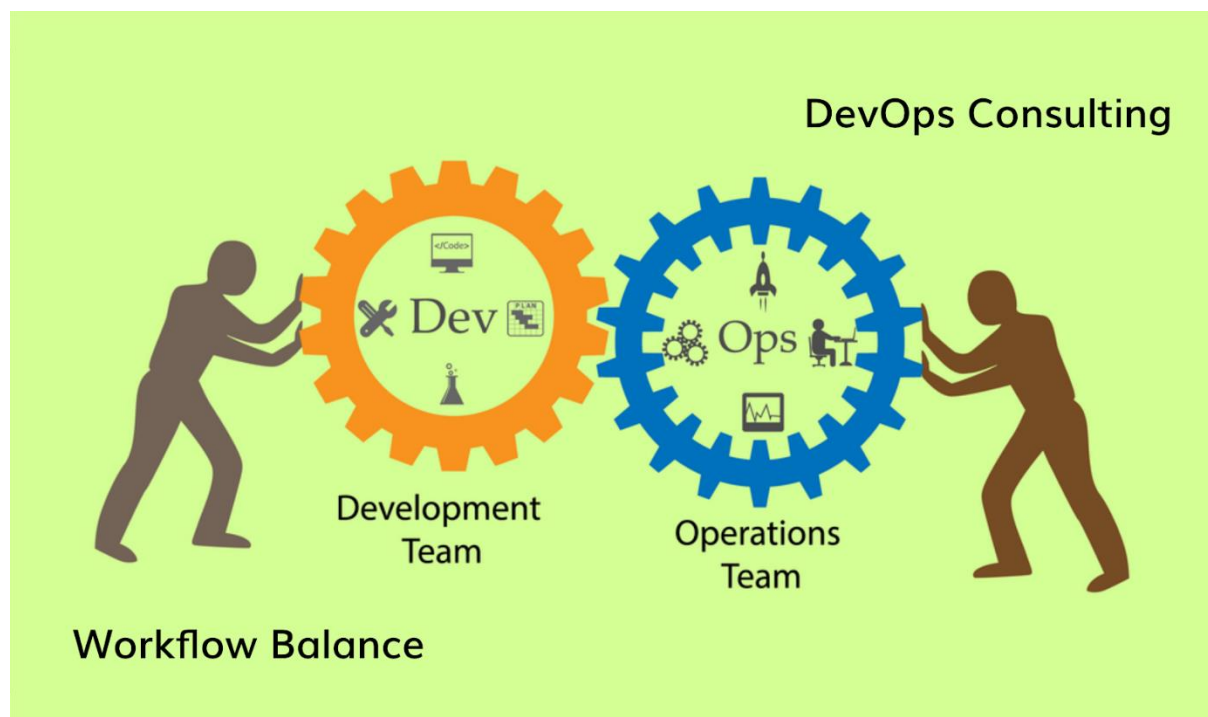 DevOps Consulting
</Code>
Dev
PLAN
Ops
Development
Team
Operations
Team
Workflow Balance